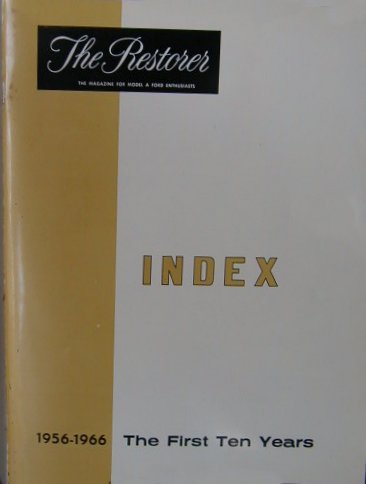 The Restorer
THE MAGAZINE FOR MODEL A FORD ENTHUSIASTS
INDEX
1956-1966 The First Ten Years